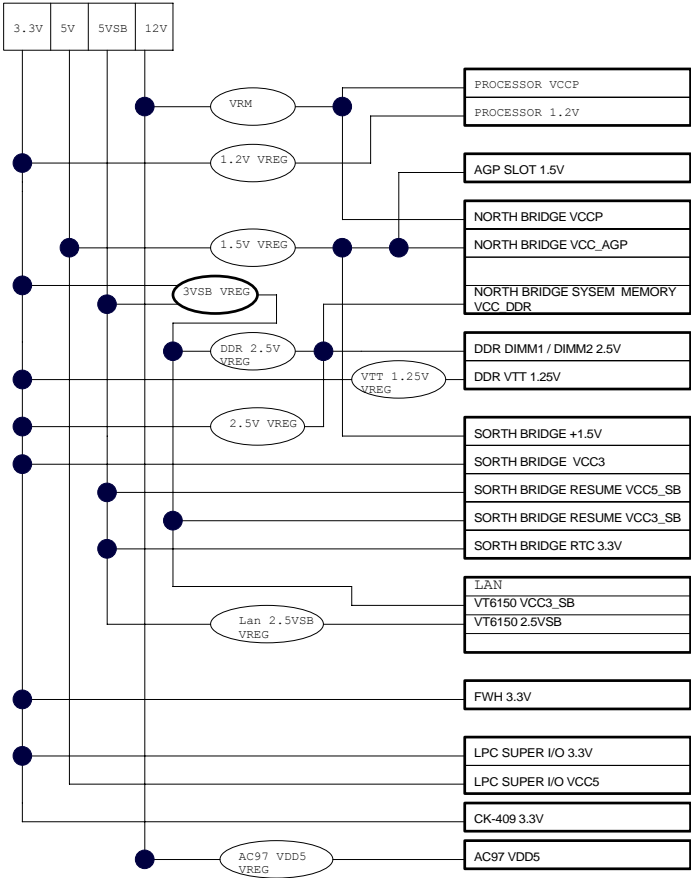 3.3V 5V 5VSB 12V
VRM
PROCESSOR VCCP
PROCESSOR 1.2V
1.2V VREG
AGP SLOT 1.5V
NORTH BRIDGE VCCP
1.5V VREG
NORTH BRIDGE VCC_AGP
3VSB VREG
NORTH BRIDGE SYSEM MEMORY
VCC_DDR
DDR 2.5V
VREG
DDR DIMM1 / DIMM2 2.5V
VTT 1.25V
VREG
DDR VTT 1.25V
2.5V VREG
SORTH BRIDGE +1.5V
SORTH BRIDGE VCC3
SORTH BRIDGE RESUME VCC5_SB
SORTH BRIDGE RESUME VCC3_SB
SORTH BRIDGE RTC 3.3V
LAN
VT6150 VCC3_SB
Lan 2.5VSB
VREG
VT6150 2.5VSB
FWH 3.3V
LPC SUPER I/O 3.3V
LPC SUPER I/O VCC5
CK-409 3.3V
AC97 VDD5
VREG
AC97 VDD5